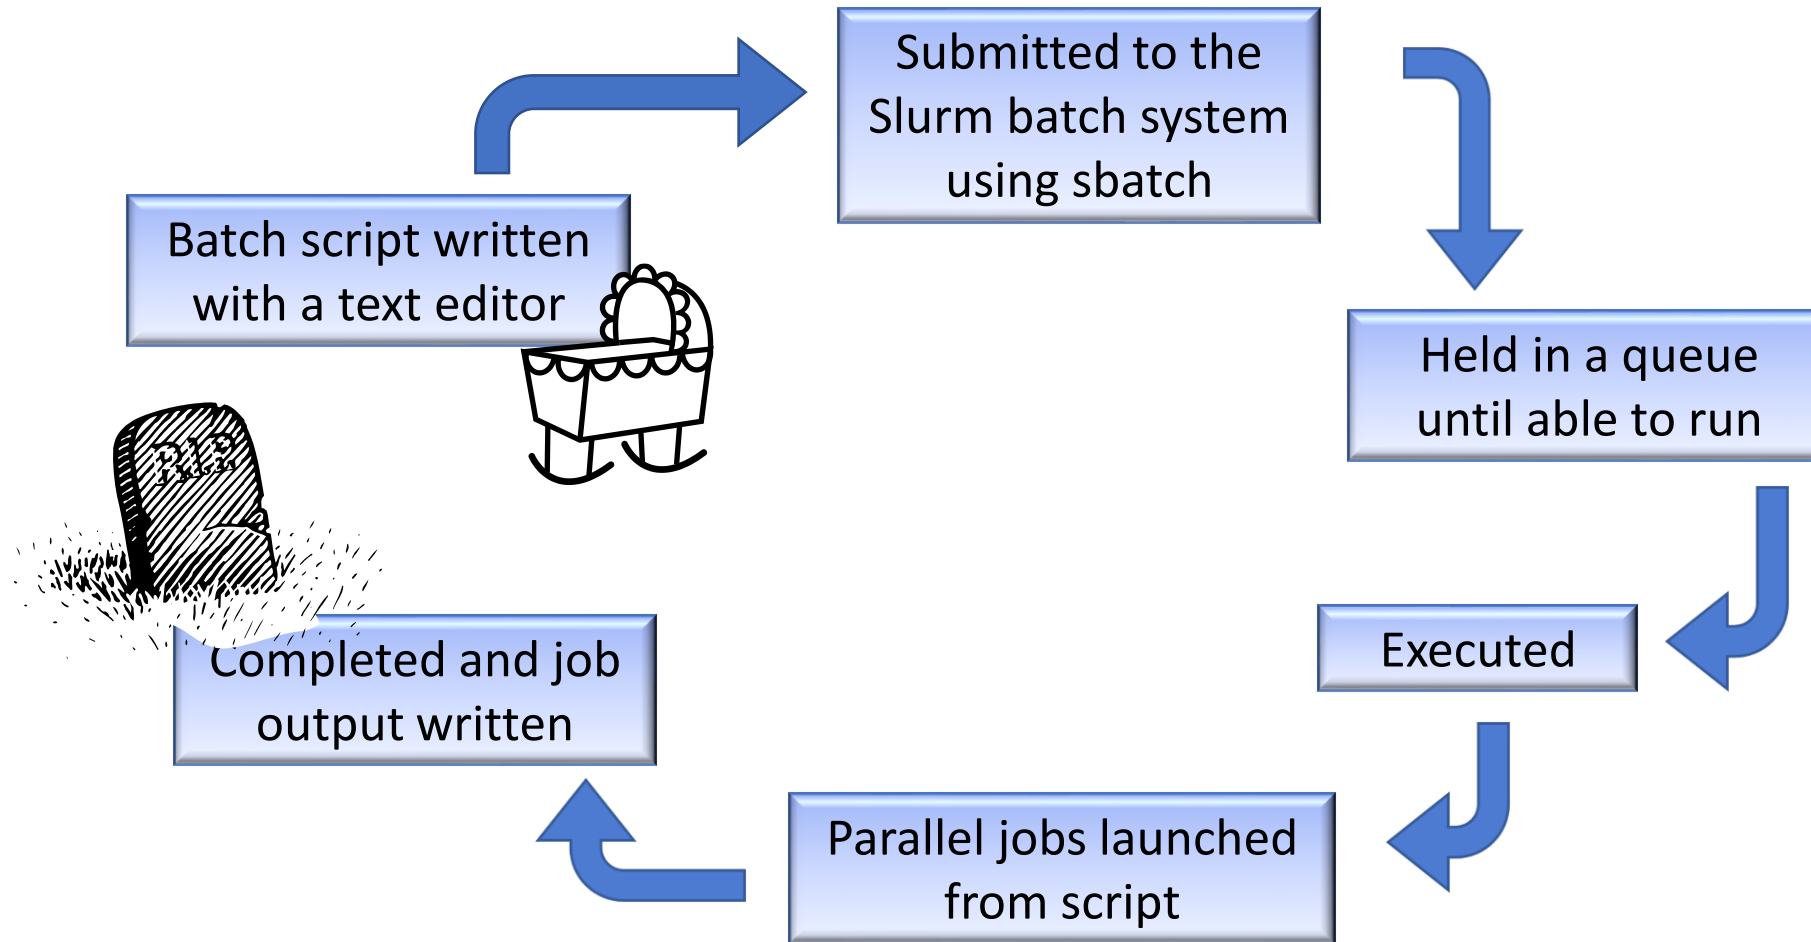 Batch script written
with a text editor
Submitted to the
Slurm batch system
using sbatch
Held in a queue
until able to run
Executed
Parallel jobs launched
from script
Completed and job
output written
RIP